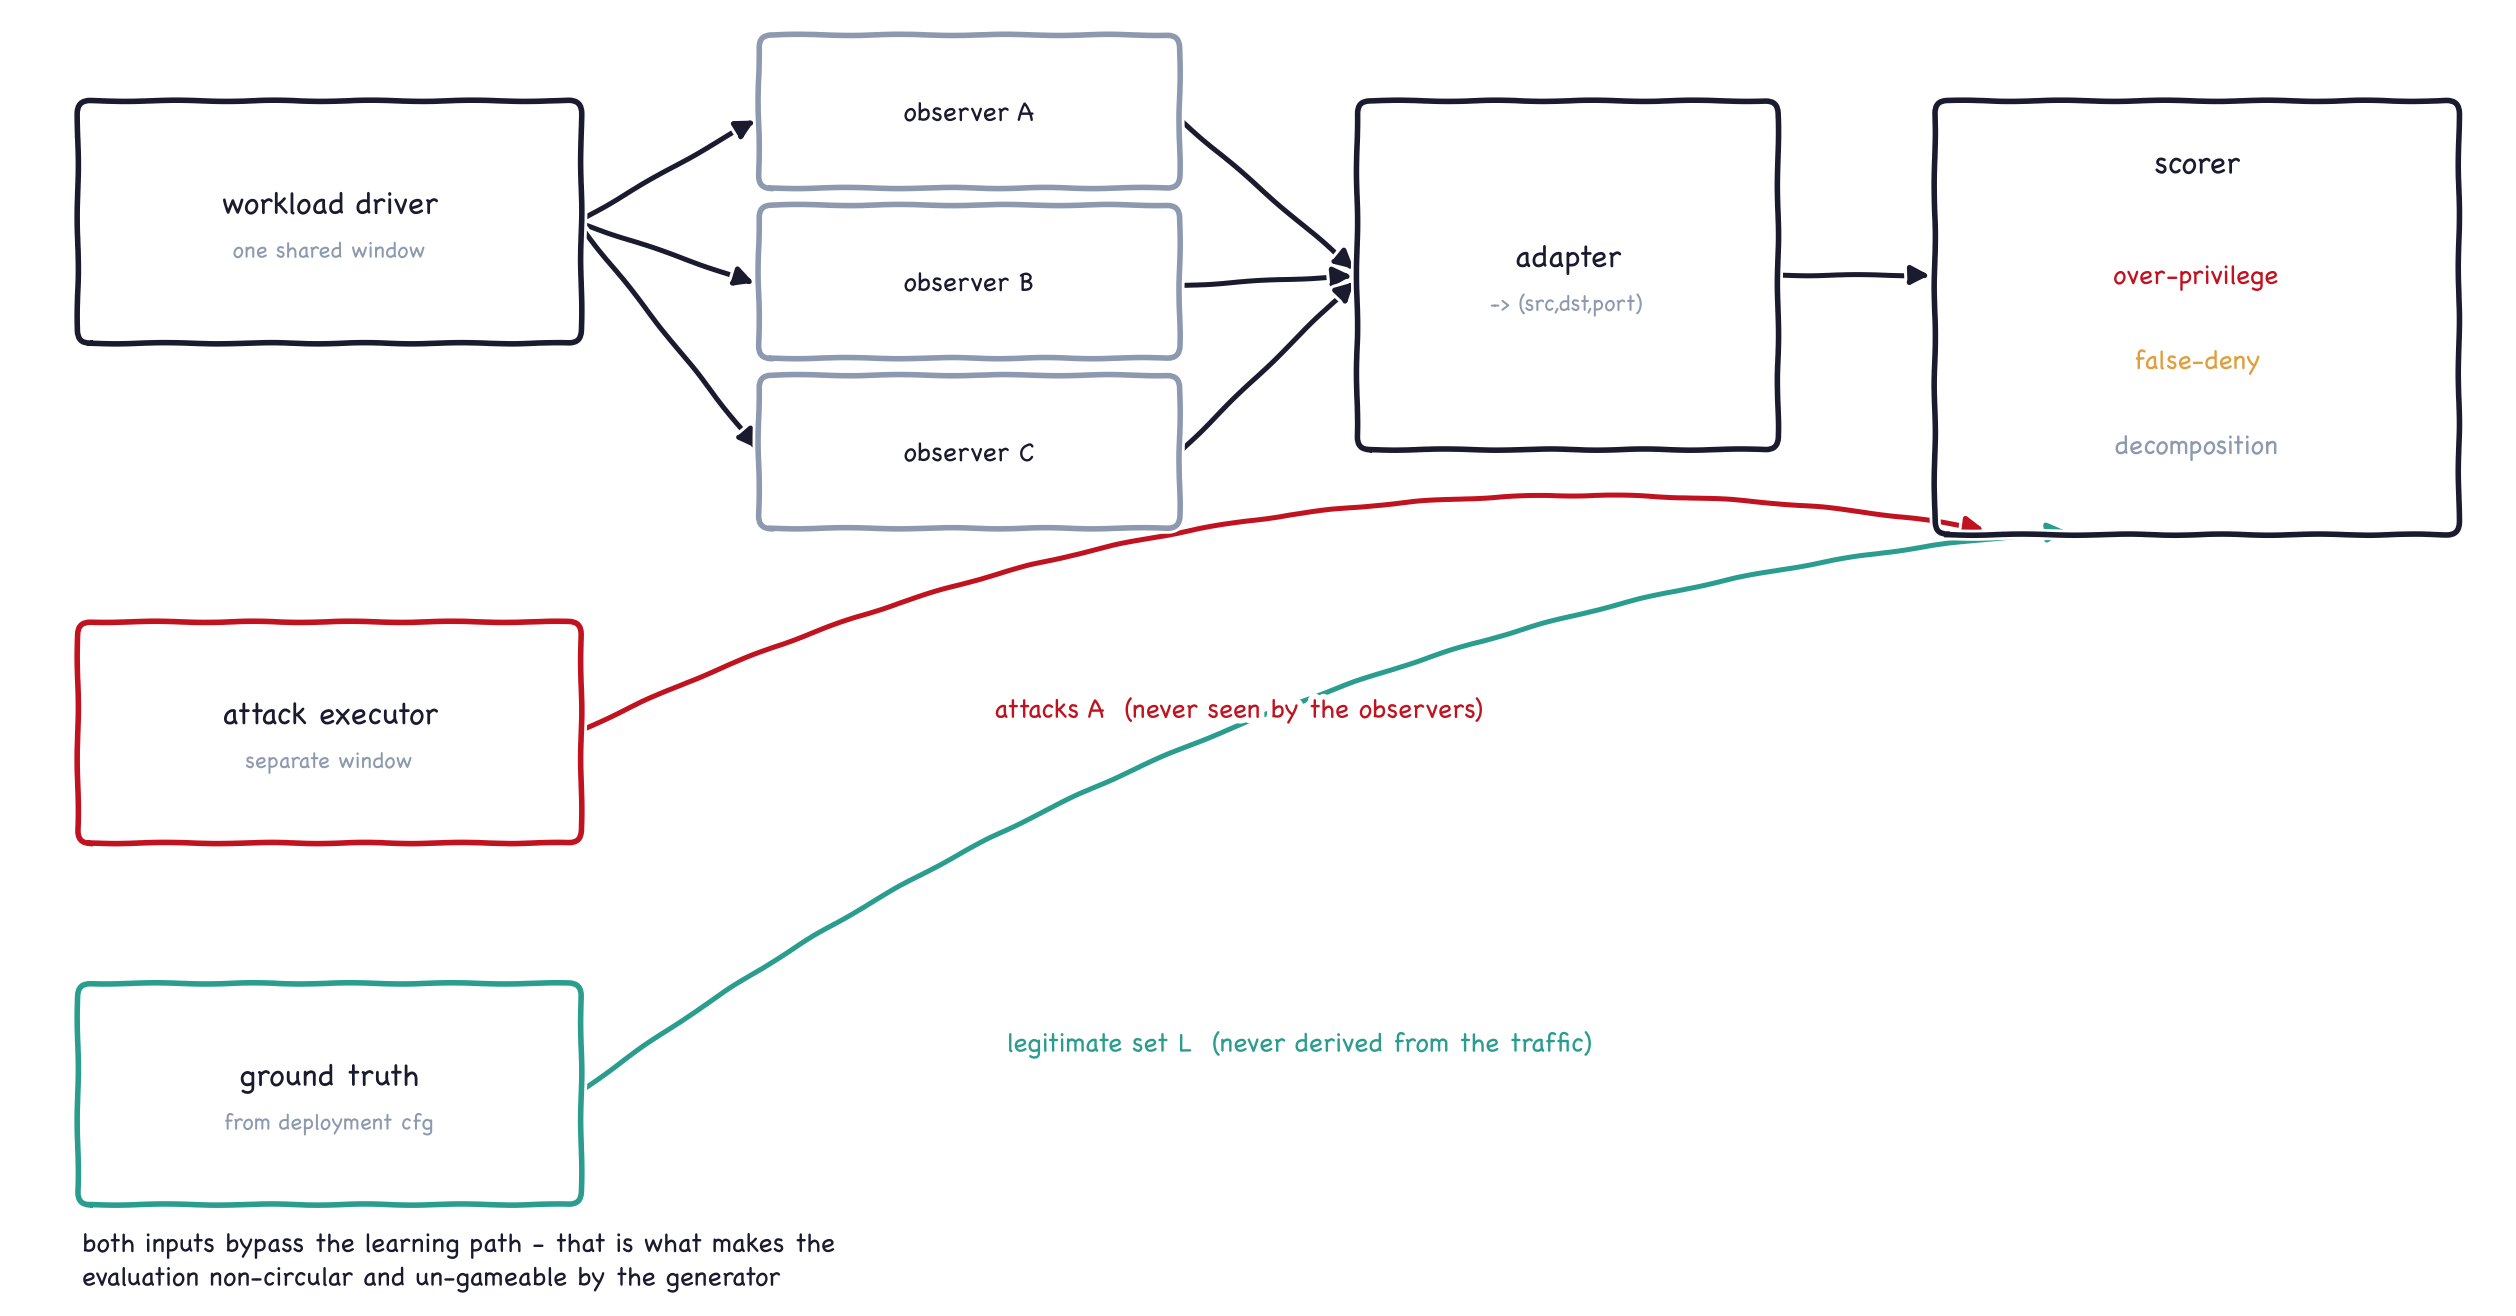 workload driver
one shared window
observer A
observer B
observer C
adapter
-> (src,dst,port)
scorer
over-privilege
false-deny
decomposition
attack executor
separate window
attacks A (never seen by the observers)
ground truth
from deployment cfg
legitimate set L (never derived from the traffic)
both inputs bypass the learning path - that is what makes the
evaluation non-circular and un-gameable by the generator